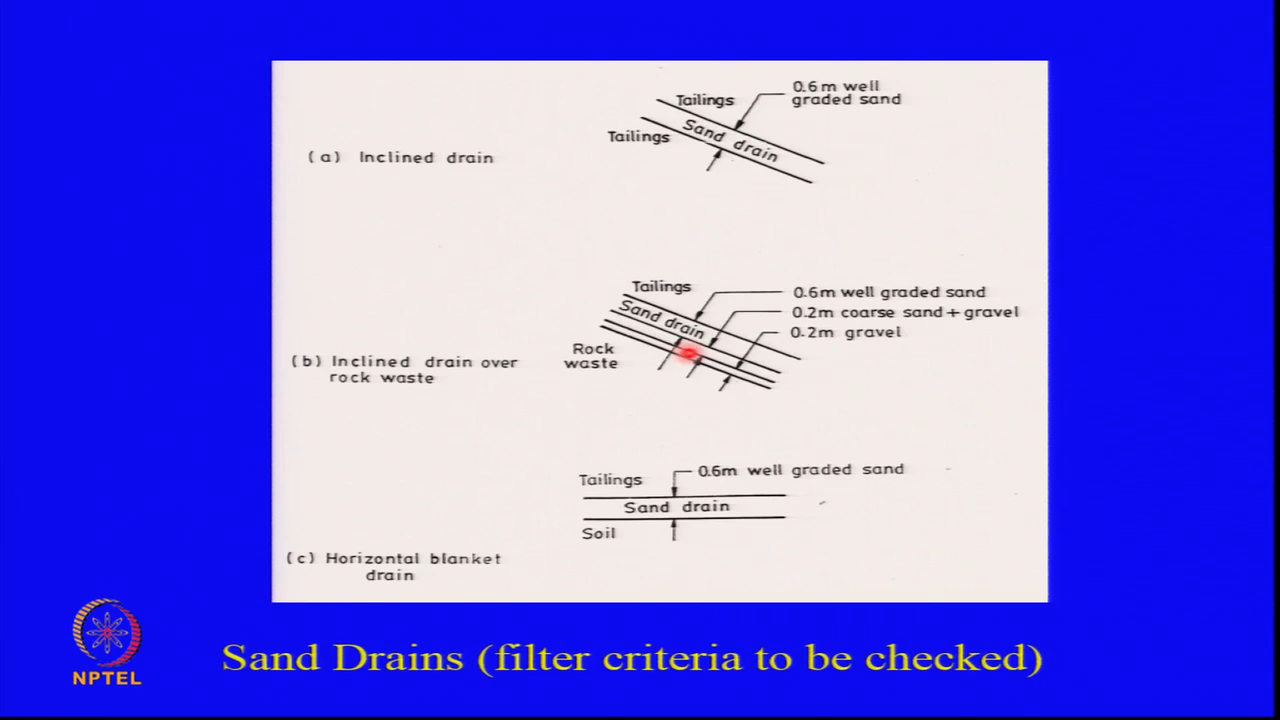 Tailings
0.6m well
graded sand
Sand drain
Tailings
(a) Inclined drain
Tailings
0.6m well graded sand
Sand drain
0.2m coarse sand+gravel
0.2m gravel
Rock
waste
(b) Inclined drain over
rock waste
Tailings
0.6m well graded sand
Sand drain
Soil
(c) Horizontal blanket
drain
NPTEL
Sand Drains (filter criteria to be checked)